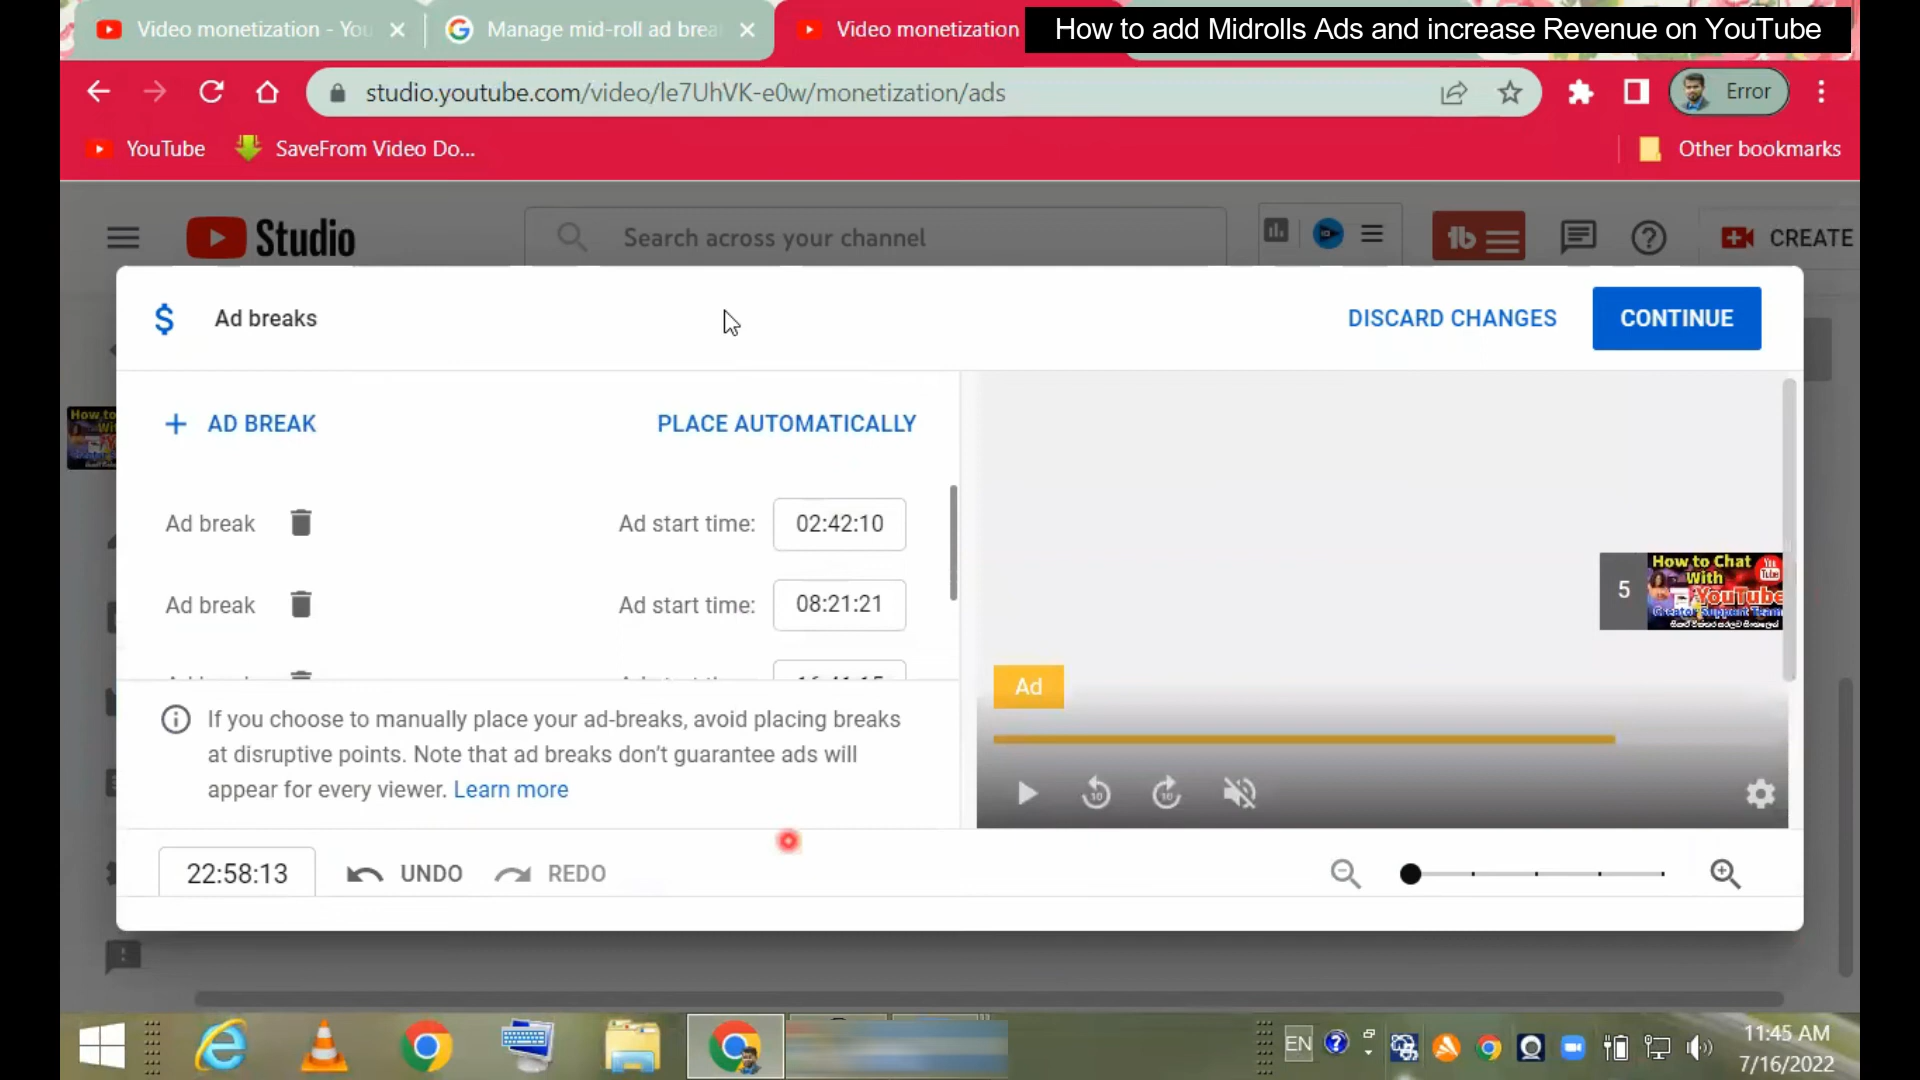 Video monetization - You
Manage mid-roll ad brea
Video monetization
How to add Midrolls Ads and increase Revenue on YouTube
studio.youtube.com/video/le7UhVK-e0w/monetization/ads
Error
YouTube
SaveFrom Video Do...
Other bookmarks
Studio
Search across your channel
CREATE
Ad breaks
DISCARD CHANGES
CONTINUE
AD BREAK
PLACE AUTOMATICALLY
Ad break
Ad start time:
02:42:10
Ad break
Ad start time:
08:21:21
5
How to Chat
With
YouTube
Creator Support Team
Ad
If you choose to manually place your ad-breaks, avoid placing breaks
at disruptive points. Note that ad breaks don’t guarantee ads will
appear for every viewer. Learn more
22:58:13
UNDO
REDO
EN
11:45 AM
7/16/2022